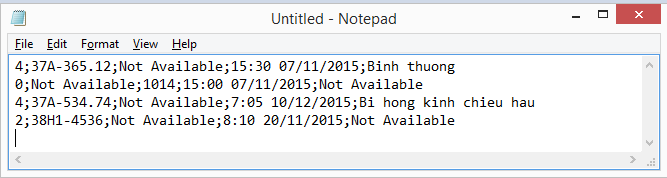 Untitled - Notepad
File Edit Format View Help
4;37A-365.12;Not Available;15:30 07/11/2015;Binh thuong
0;Not Available;1014;15:00 07/11/2015;Not Available
4;37A-534.74;Not Available;7:05 10/12/2015;Bi hong kinh chieu hau
2;38H1-4536;Not Available;8:10 20/11/2015;Not Available